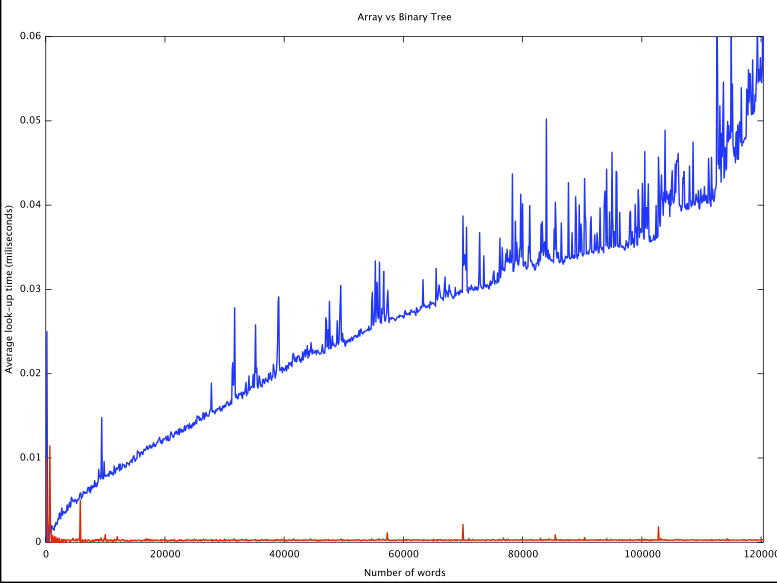 Array vs Binary Tree
0.06
0.05
0.04
0.03
0.02
0.01
0
Average look-up time (miliseconds)
0 20000 40000 60000 80000 100000 120000
Number of words